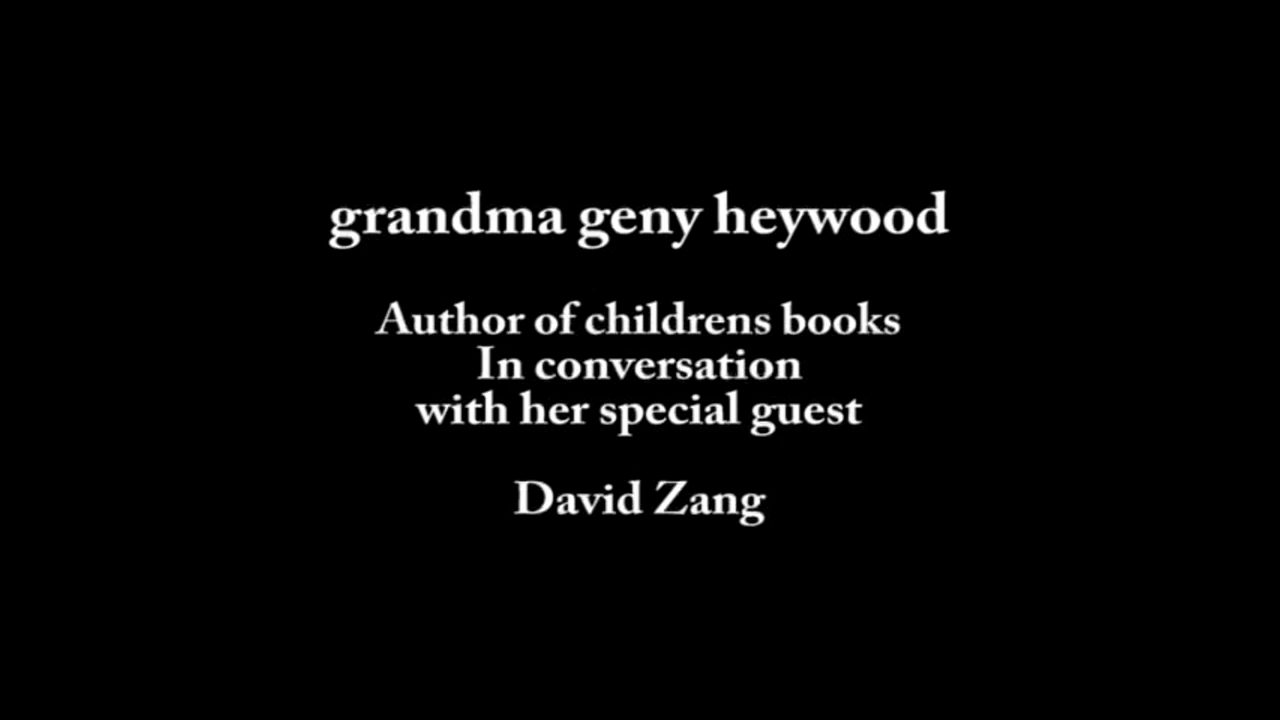 grandma geny heywood
Author of childrens books
In conversation
with her special guest
David Zang